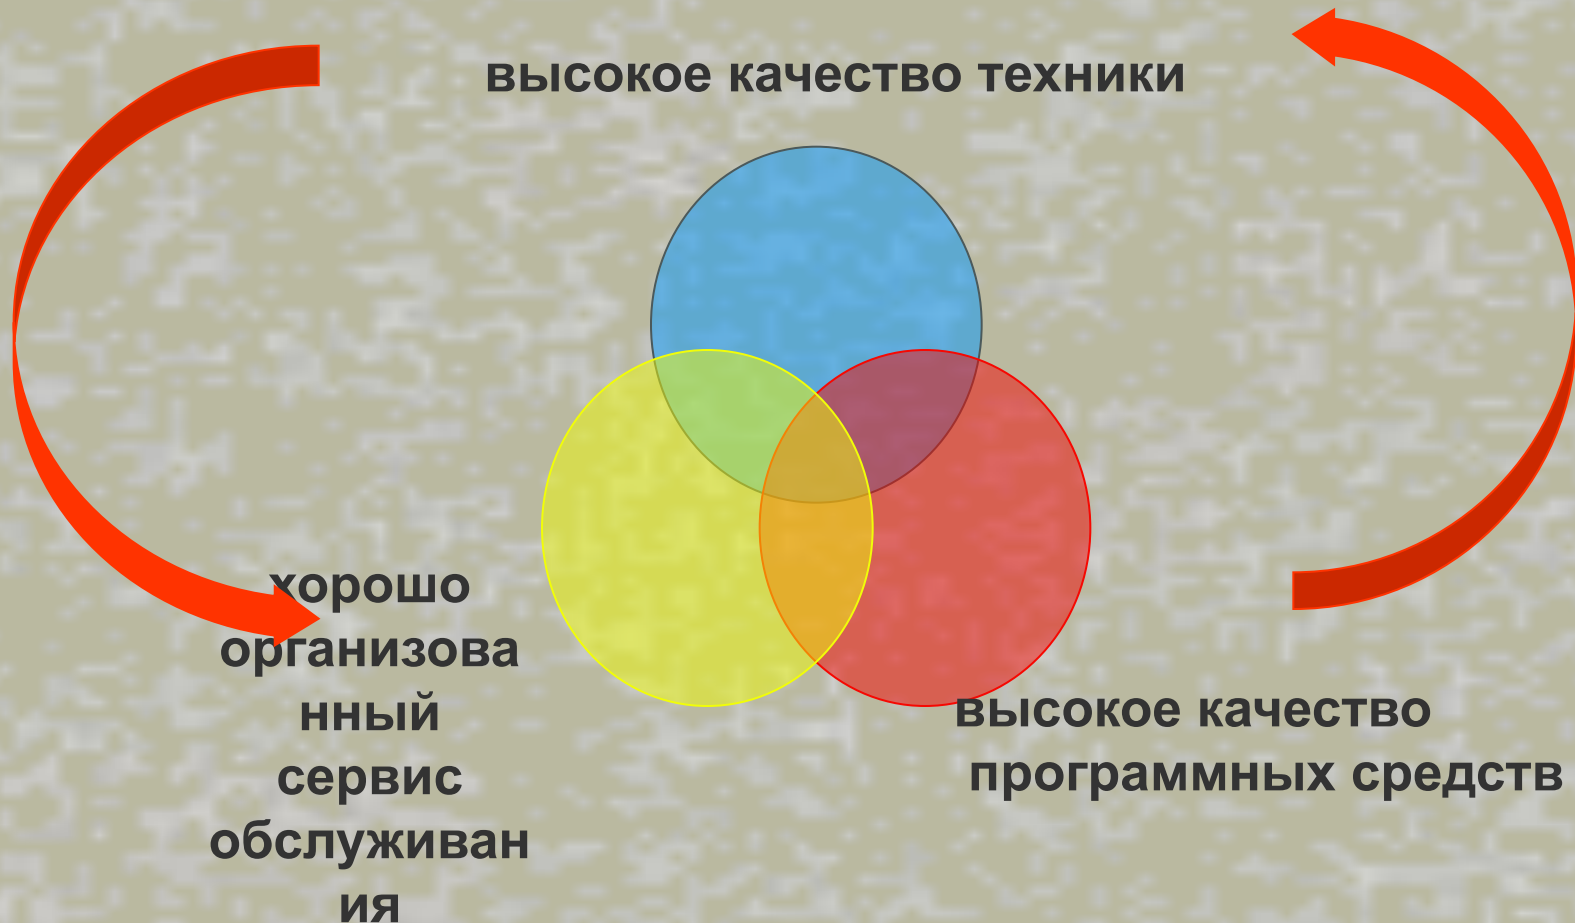 высокое качество техники
хорошо
организова
нный
сервис
обслуживан
ия
высокое качество
программных средств